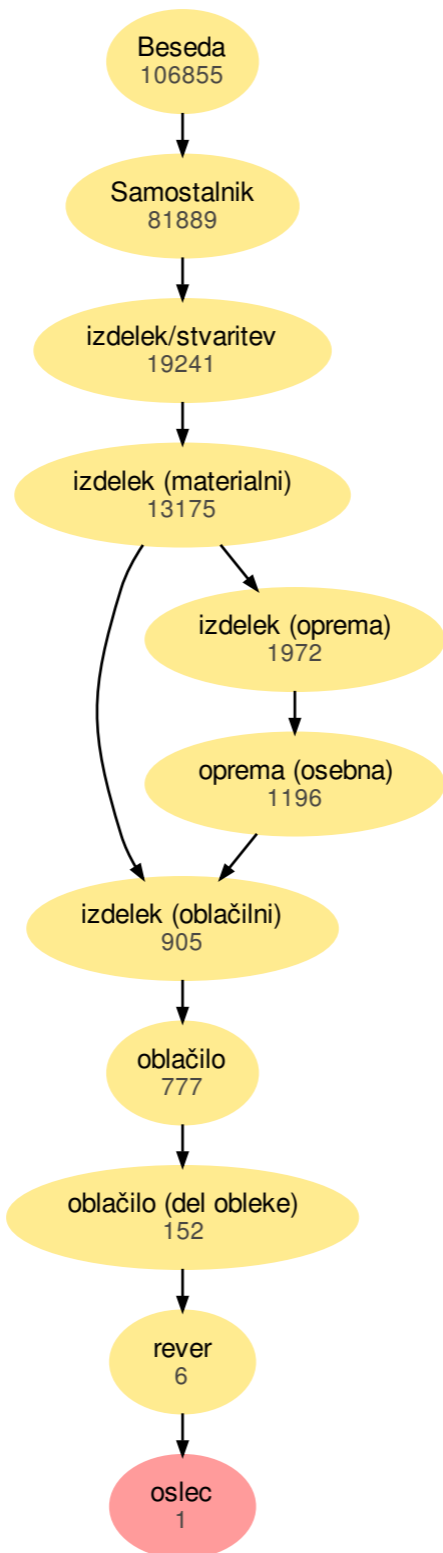 Beseda
106855
Samostalnik
81889
izdelek/stvaritev
19241
izdelek (materialni)
13175
izdelek (oprema)
1972
oprema (osebna)
1196
izdelek (oblačilni)
905
oblačilo
777
oblačilo (del obleke)
152
rever
6
oslec
1